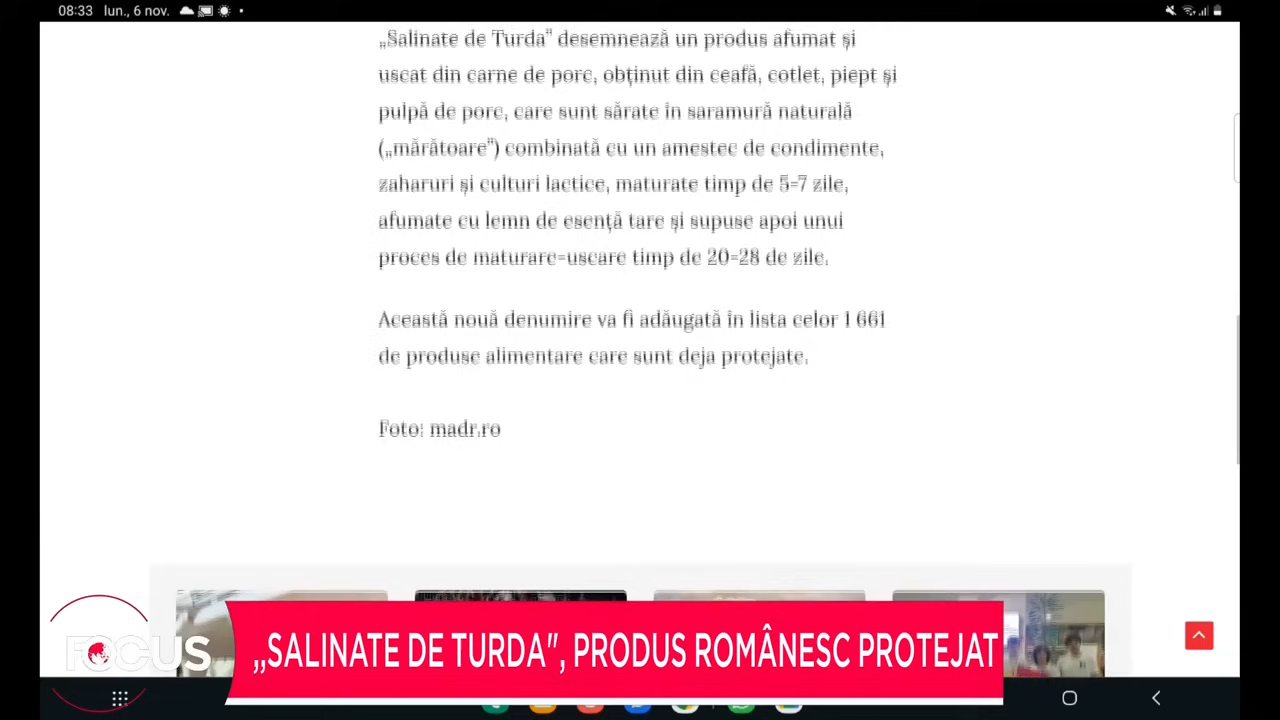 08:33 lun., 6 nov.
„Salinate de Turda” desemnează un produs afumat și
uscat din carne de porc, obținut din ceafă, cotlet, piept și
pulpă de porc, care sunt sărate în saramură naturală
(„mărătoare”) combinată cu un amestec de condimente,
zaharuri și culturi lactice, maturate timp de 5-7 zile,
afumate cu lemn de esență tare și supuse apoi unui
proces de maturare-uscare timp de 20-28 de zile.
Această nouă denumire va fi adăugată în lista celor 1 661
de produse alimentare care sunt deja protejate.
Foto: madr.ro
FOCUS
„SALINATE DE TURDA", PRODUS ROMÂNESC PROTEJAT